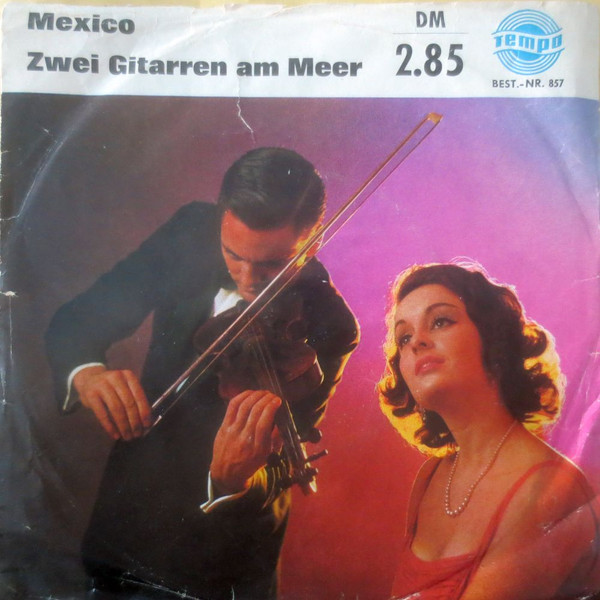 Mexico
Zwei Gitarren am Meer
DM
2.85
Tempo
BEST.-NR. 857